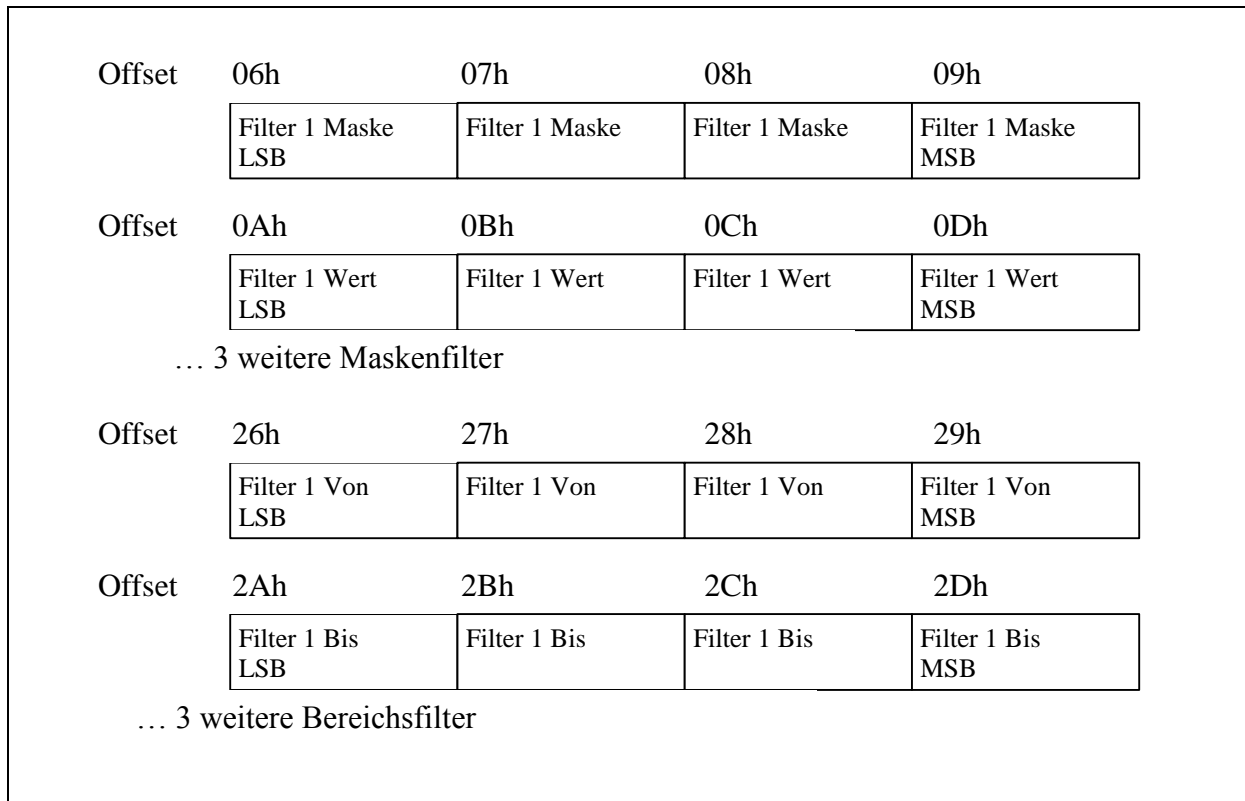 Offset 06h 07h 08h 09h
Filter 1 Maske Filter 1 Maske Filter 1 Maske Filter 1 Maske
LSB MSB
Offset 0Ah 0Bh 0Ch 0Dh
Filter 1 Wert Filter 1 Wert Filter 1 Wert Filter 1 Wert
LSB MSB
… 3 weitere Maskenfilter
Offset 26h 27h 28h 29h
Filter 1 Von Filter 1 Von Filter 1 Von Filter 1 Von
LSB MSB
Offset 2Ah 2Bh 2Ch 2Dh
Filter 1 Bis Filter 1 Bis Filter 1 Bis Filter 1 Bis
LSB MSB
… 3 weitere Bereichsfilter